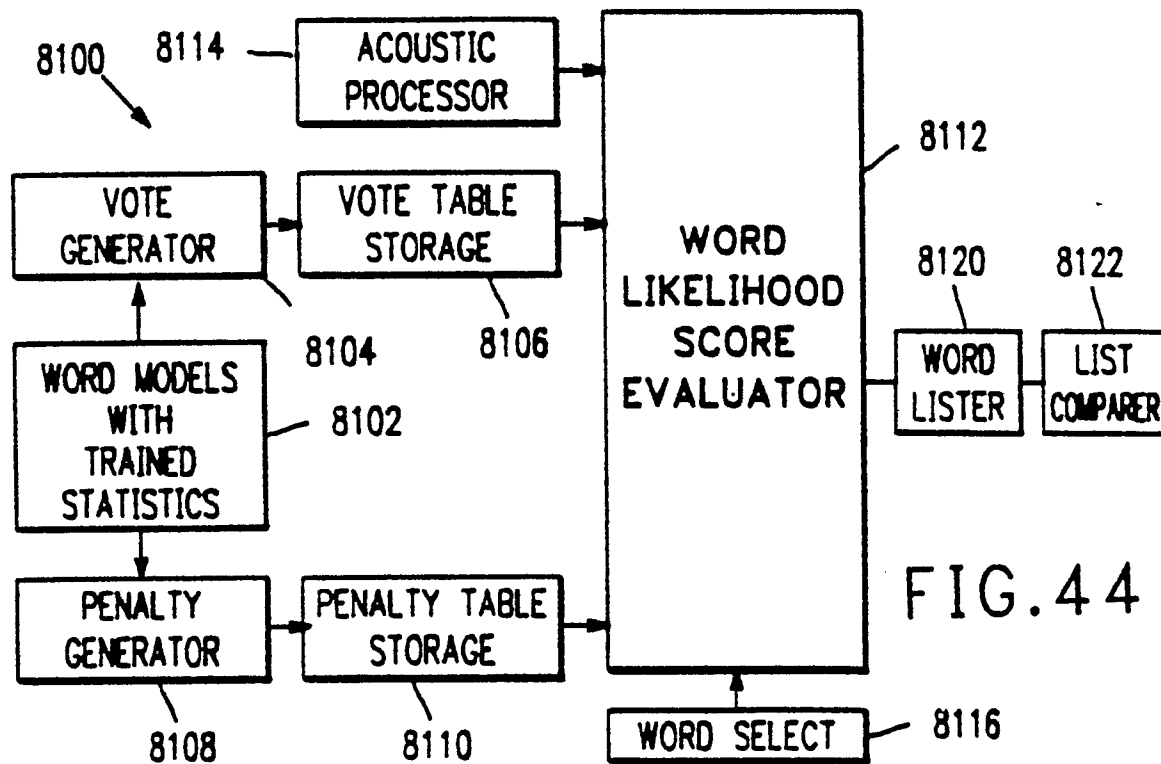 8114
ACOUSTIC
PROCESSOR
8100
8112
VOTE
GENERATOR
VOTE TABLE
STORAGE
WORD
LIKELIHOOD
SCORE
EVALUATOR
8104
8106
8120
8122
WORD MODELS
WITH
TRAINED
STATISTICS
8102
WORD
LISTER
LIST
COMPARER
PENALTY
GENERATOR
PENALTY TABLE
STORAGE
FIG.44
8108
8110
WORD SELECT
8116